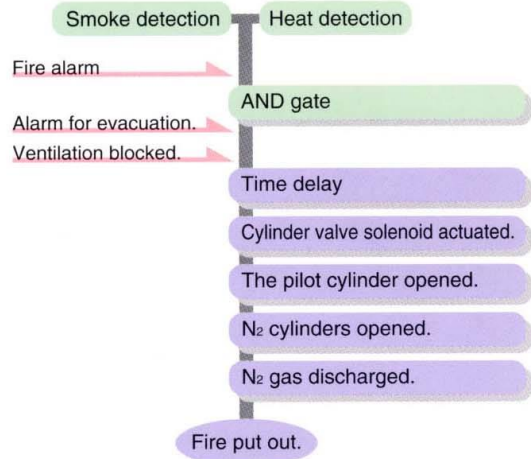 Smoke detection
Heat detection
Fire alarm
AND gate
Alarm for evacuation.
Ventilation blocked.
Time delay
Cylinder valve solenoid actuated.
The pilot cylinder opened.
N₂ cylinders opened.
N₂ gas discharged.
Fire put out.